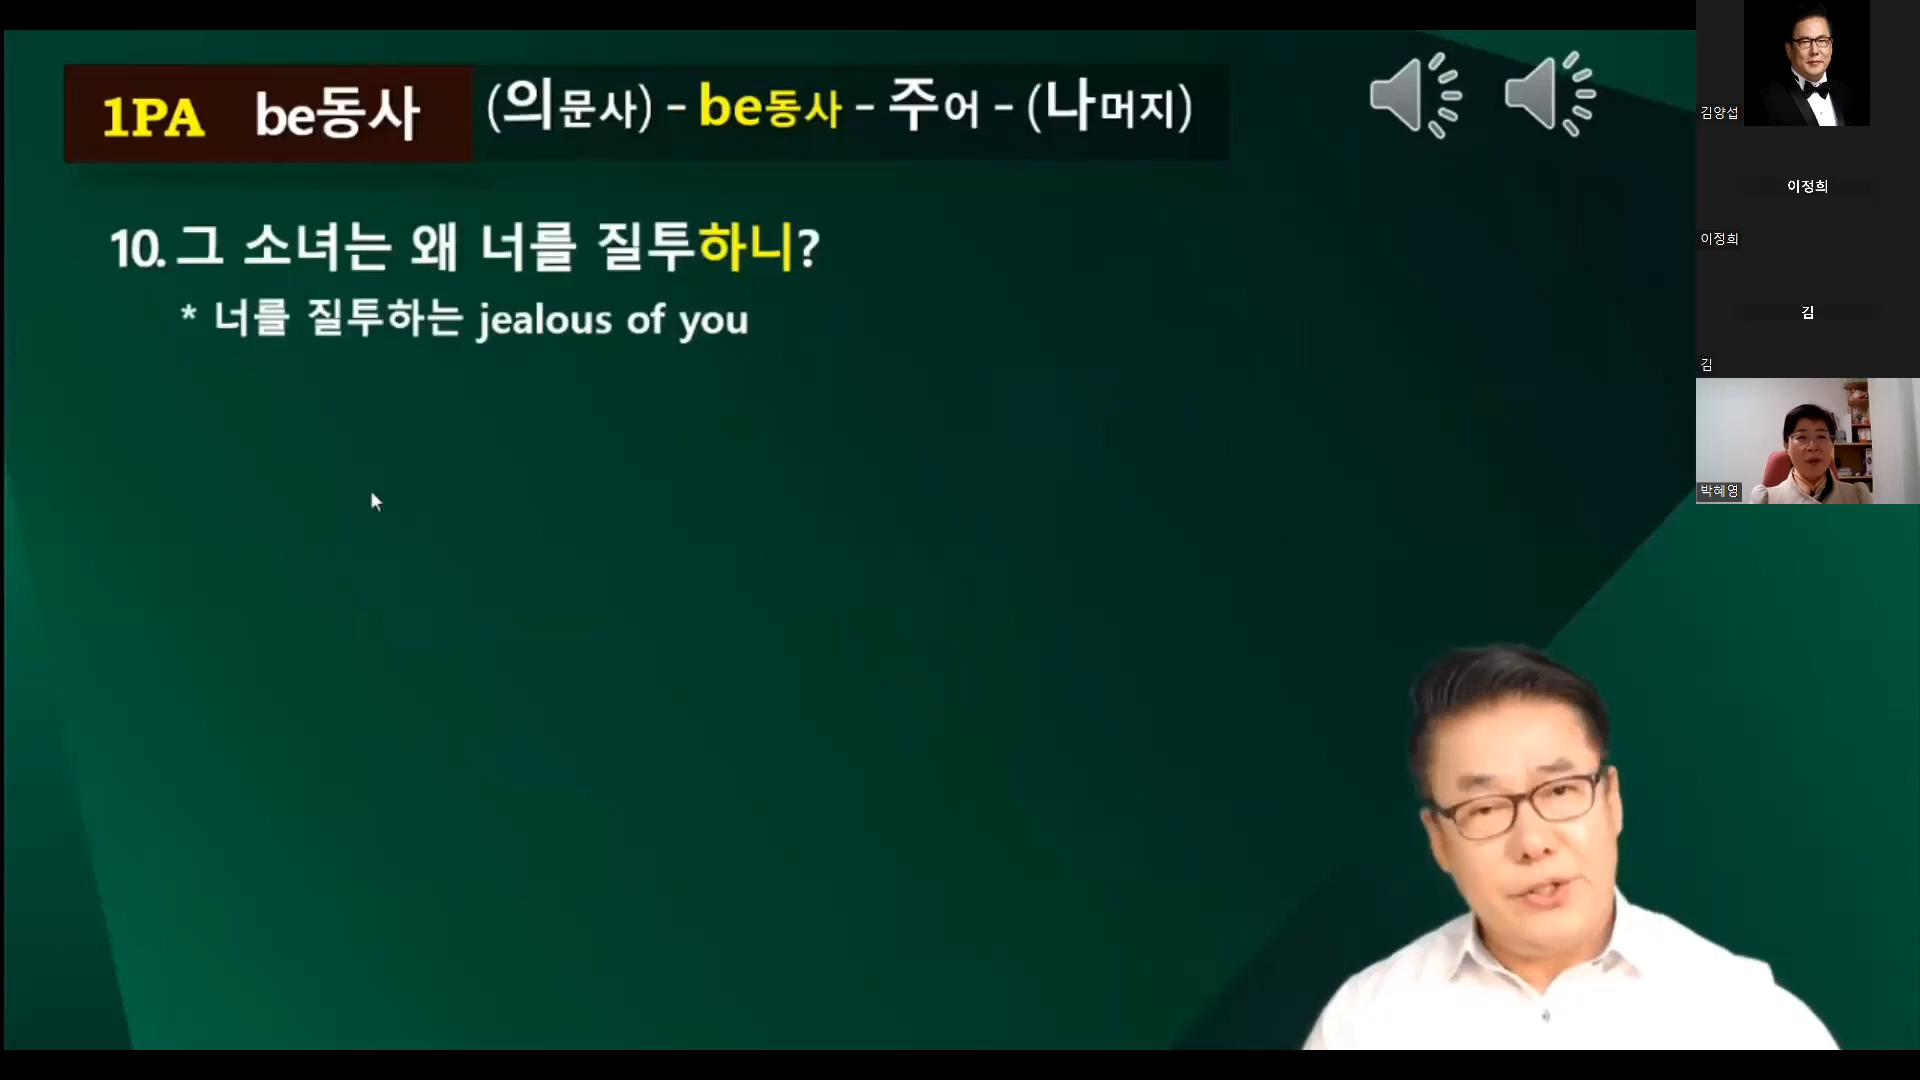 1PA be동사 (의문사) - be동사 - 주어 - (나머지)
10. 그 소녀는 왜 너를 질투하니?
* 너를 질투하는 jealous of you
김양섭
이정희
이정희
김
김
박혜영